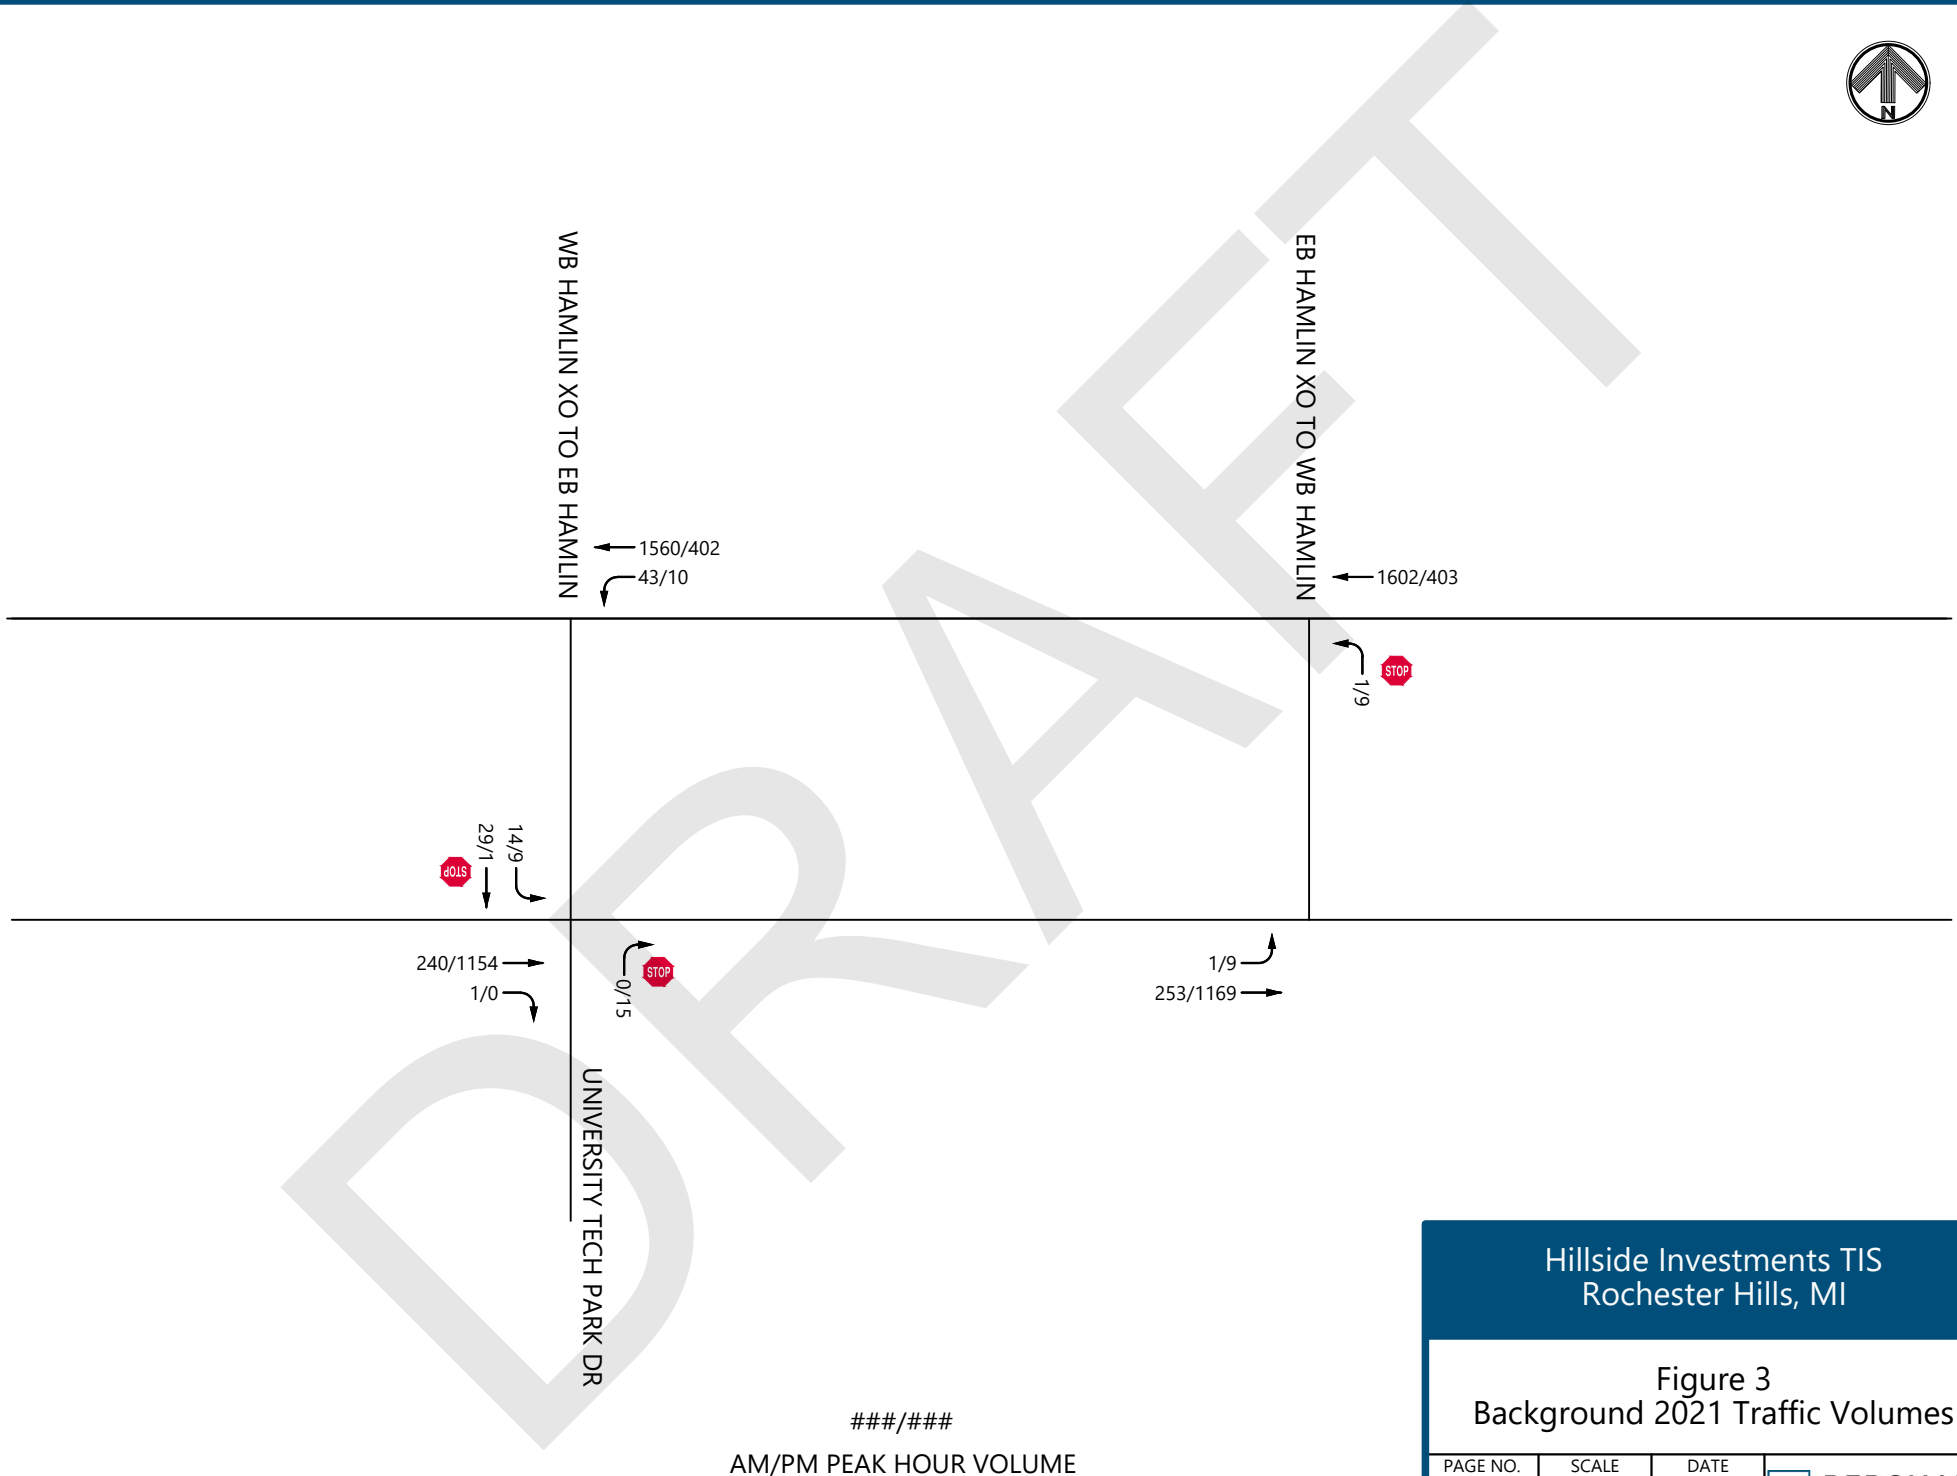 N
WB HAMLIN XO TO EB HAMLIN
EB HAMLIN XO TO WB HAMLIN
1560/402
43/10
1602/403
STOP
1/9
14/9
29/1
STOP
240/1154
1/0
0/15
STOP
1/9
253/1169
UNIVERSITY TECH PARK DR
DRAFT
###/###
AM/PM PEAK HOUR VOLUME
Hillside Investments TIS
Rochester Hills, MI
Figure 3
Background 2021 Traffic Volumes
PAGE NO. SCALE DATE